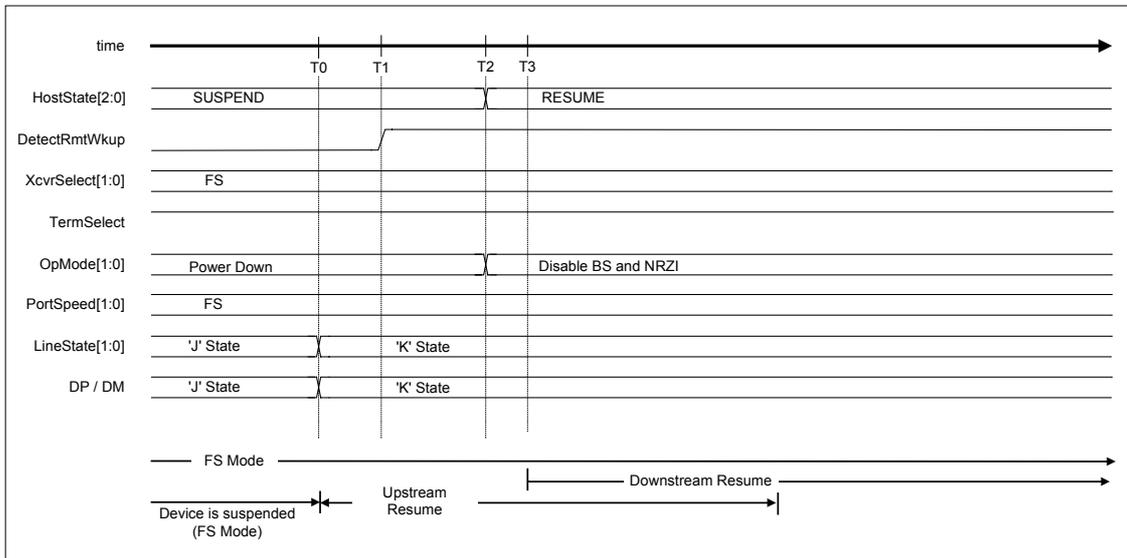 time
T0 T1 T2 T3
HostState[2:0] SUSPEND RESUME
DetectRmtWkup
XcvrSelect[1:0] FS
TermSelect
OpMode[1:0] Power Down Disable BS and NRZI
PortSpeed[1:0] FS
LineState[1:0] 'J' State 'K' State
DP / DM 'J' State 'K' State
FS Mode
Downstream Resume
Upstream
Resume
Device is suspended
(FS Mode)